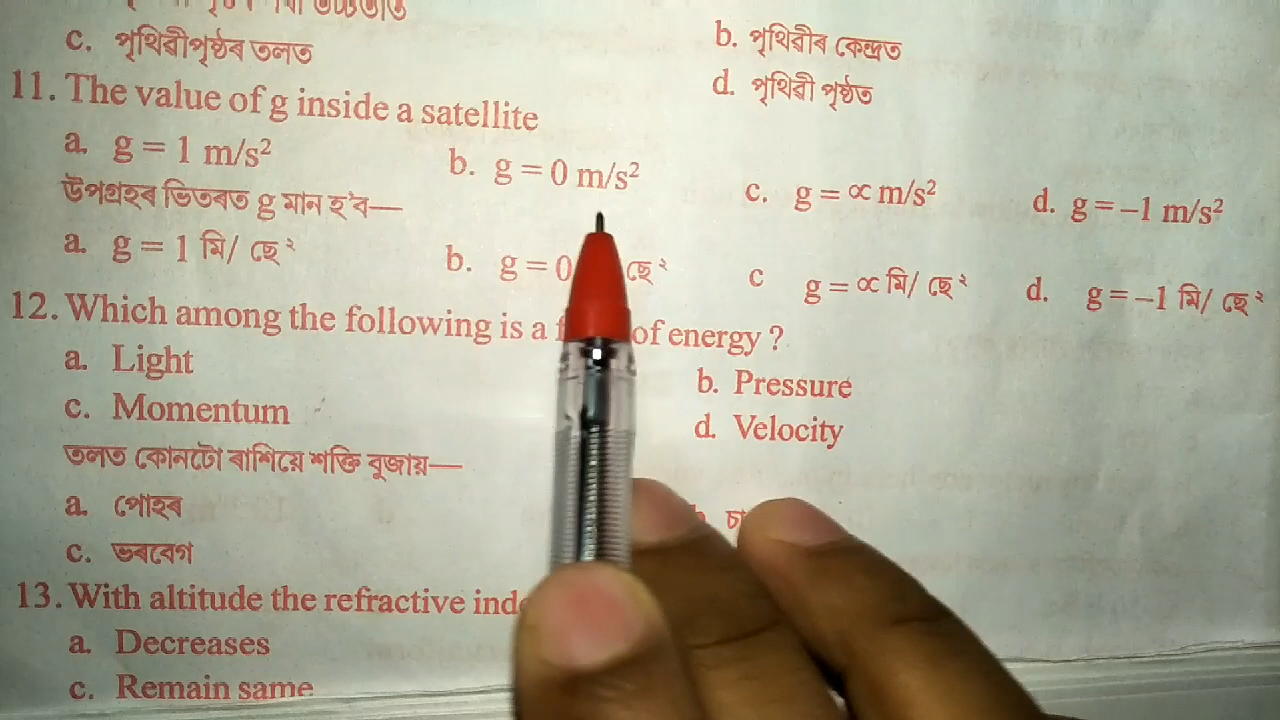 c. পৃথিৱীপৃষ্ঠৰ তলত
b. পৃথিৱীৰ কেন্দ্ৰত
d. পৃথিৱী পৃষ্ঠত
11. The value of g inside a satellite
a. g = 1 m/s² b. g = 0 m/s² c. g = ∝ m/s² d. g = –1 m/s²
উপগ্ৰহৰ ভিতৰত g মান হ'ব—
a. g = 1 মি/ ছে² b. g = 0 ছে² c g = ∝ মি/ ছে² d. g = –1 মি/ ছে²
12. Which among the following is a of energy ?
a. Light b. Pressure
c. Momentum d. Velocity
তলত কোনটো ৰাশিয়ে শক্তি বুজায়—
a. পোহৰ
c. ভৰবেগ
13. With altitude the refractive
a. Decreases
c. Remain same